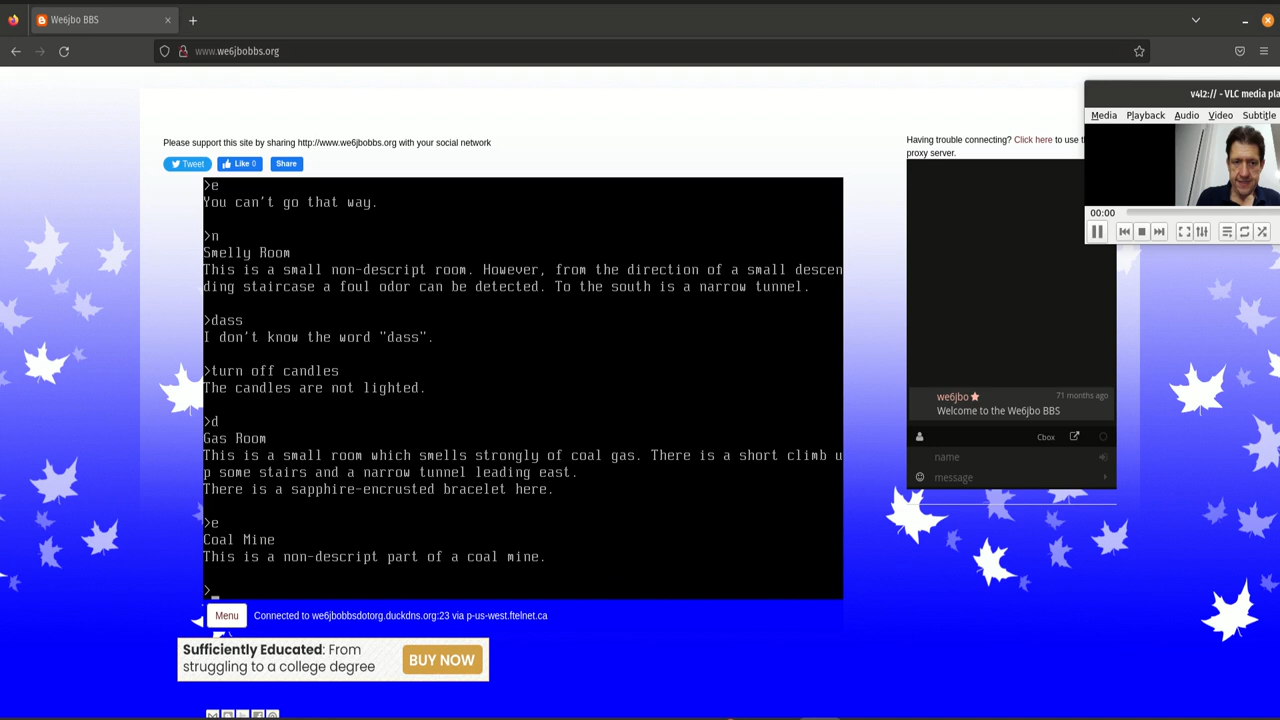 We6jbo BBS
www.we6jbobbs.org
v4l2:// - VLC media pla
Media Playback Audio Video Subtitle
00:00
Please support this site by sharing http://www.we6jbobbs.org with your social network
Tweet
Like 0
Share
Having trouble connecting? Click here to use t
proxy server.
>e
You can't go that way.
>n
Smelly Room
This is a small non-descript room. However, from the direction of a small descen
ding staircase a foul odor can be detected. To the south is a narrow tunnel.
>dass
I don't know the word "dass".
>turn off candles
The candles are not lighted.
>d
Gas Room
This is a small room which smells strongly of coal gas. There is a short climb u
p some stairs and a narrow tunnel leading east.
There is a sapphire-encrusted bracelet here.
>e
Coal Mine
This is a non-descript part of a coal mine.
>_
we6jbo 71 months ago
Welcome to the We6jbo BBS
Cbox
name
message
Menu
Connected to we6jbobbsdotorg.duckdns.org:23 via p-us-west.ftelnet.ca
Sufficiently Educated: From
struggling to a college degree
BUY NOW